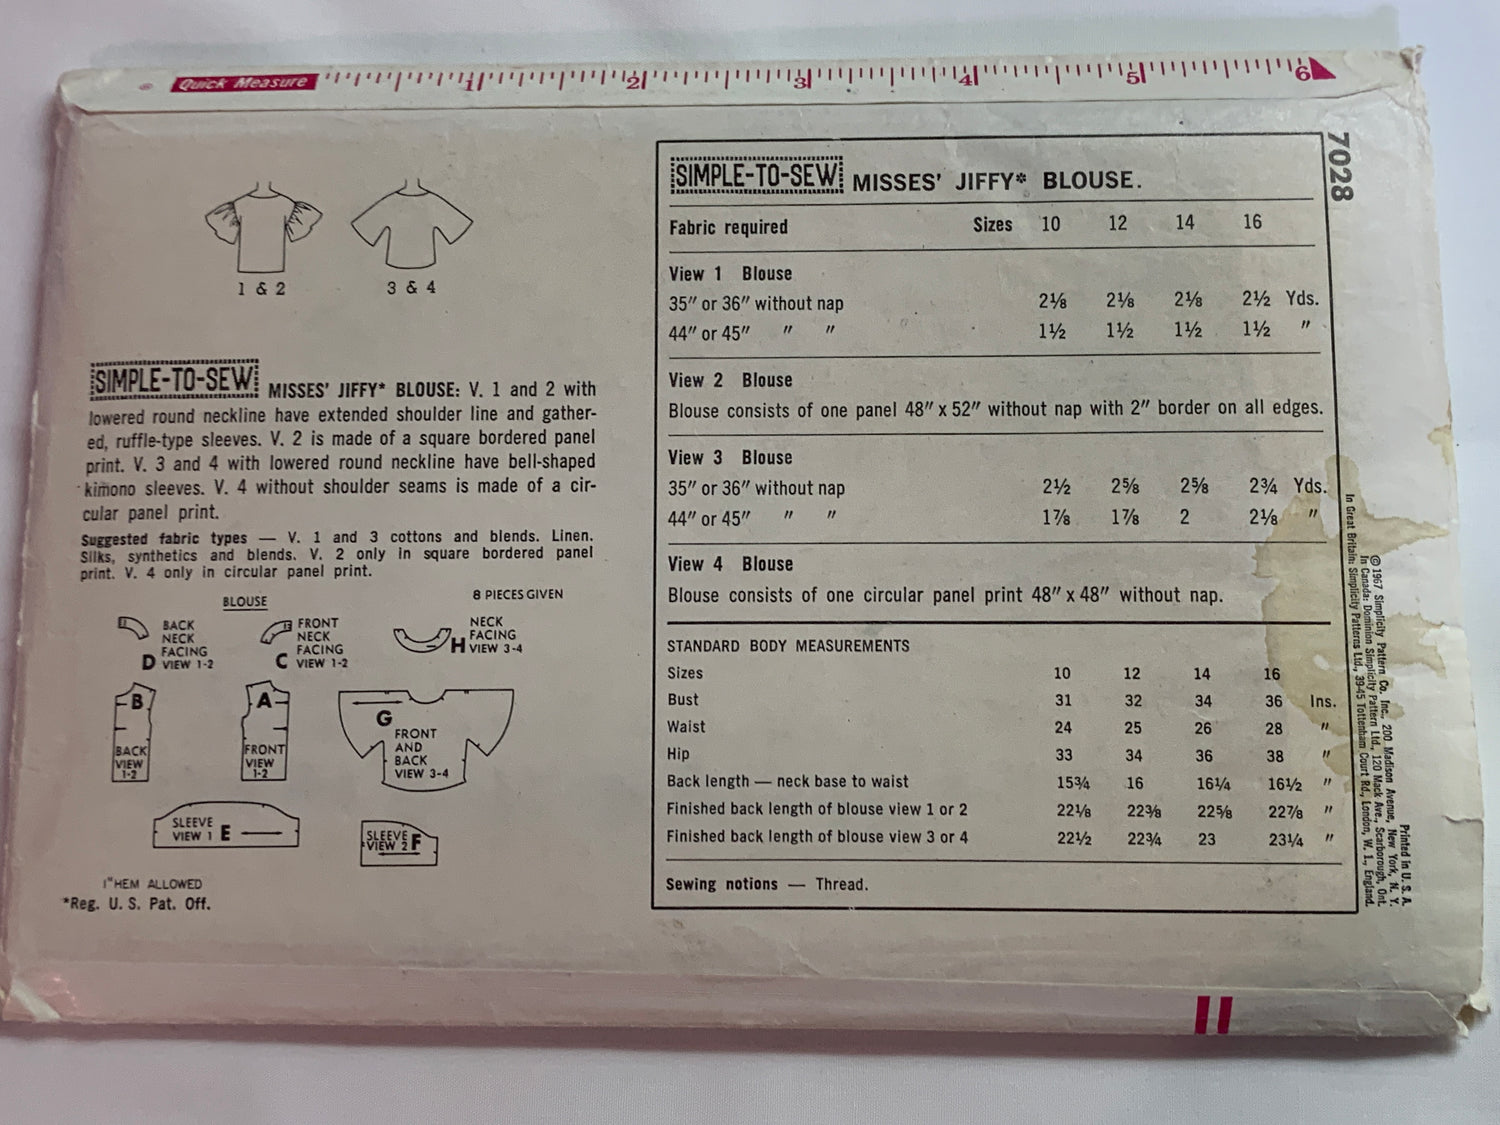 Quick Measure 1 2 3 4 5 6
1 & 2
3 & 4
SIMPLE-TO-SEW MISSES' JIFFY* BLOUSE: V. 1 and 2 with
lowered round neckline have extended shoulder line and gather-
ed, ruffle-type sleeves. V. 2 is made of a square bordered panel
print. V. 3 and 4 with lowered round neckline have bell-shaped
kimono sleeves. V. 4 without shoulder seams is made of a cir-
cular panel print.
Suggested fabric types — V. 1 and 3 cottons and blends. Linen.
Silks, synthetics and blends. V. 2 only in square bordered panel
print. V. 4 only in circular panel print.
BLOUSE
8 PIECES GIVEN
BACK
NECK
FACING
D VIEW 1-2
FRONT
NECK
FACING
C VIEW 1-2
NECK
FACING
H VIEW 3-4
B
BACK
VIEW
1-2
A
FRONT
VIEW
1-2
G
FRONT
AND
BACK
VIEW 3-4
SLEEVE
VIEW 1 E
SLEEVE
VIEW 2 F
1" HEM ALLOWED
*Reg. U. S. Pat. Off.
SIMPLE-TO-SEW MISSES' JIFFY* BLOUSE.
Fabric required Sizes 10 12 14 16
View 1 Blouse
35" or 36" without nap 2⅛ 2⅛ 2⅛ 2½ Yds.
44" or 45" " " 1½ 1½ 1½ 1½ "
View 2 Blouse
Blouse consists of one panel 48" x 52" without nap with 2" border on all edges.
View 3 Blouse
35" or 36" without nap 2½ 2⅝ 2⅝ 2¾ Yds.
44" or 45" " " 1⅞ 1⅞ 2 2⅛ "
View 4 Blouse
Blouse consists of one circular panel print 48" x 48" without nap.
STANDARD BODY MEASUREMENTS
Sizes 10 12 14 16
Bust 31 32 34 36 Ins.
Waist 24 25 26 28 "
Hip 33 34 36 38 "
Back length — neck base to waist 15¾ 16 16¼ 16½ "
Finished back length of blouse view 1 or 2 22⅛ 22⅜ 22⅝ 22⅞ "
Finished back length of blouse view 3 or 4 22½ 22¾ 23 23¼ "
Sewing notions — Thread.
7028
Printed in U. S. A.
©1967 Simplicity Pattern Co. Inc., 200 Madison Avenue, New York, N. Y.
In Canada: Dominion Simplicity Pattern Ltd., 120 Mack Ave., Scarborough, Ont.
In Great Britain: Simplicity Patterns Ltd., 39-45 Tottenham Court Rd., London, W. 1., England.